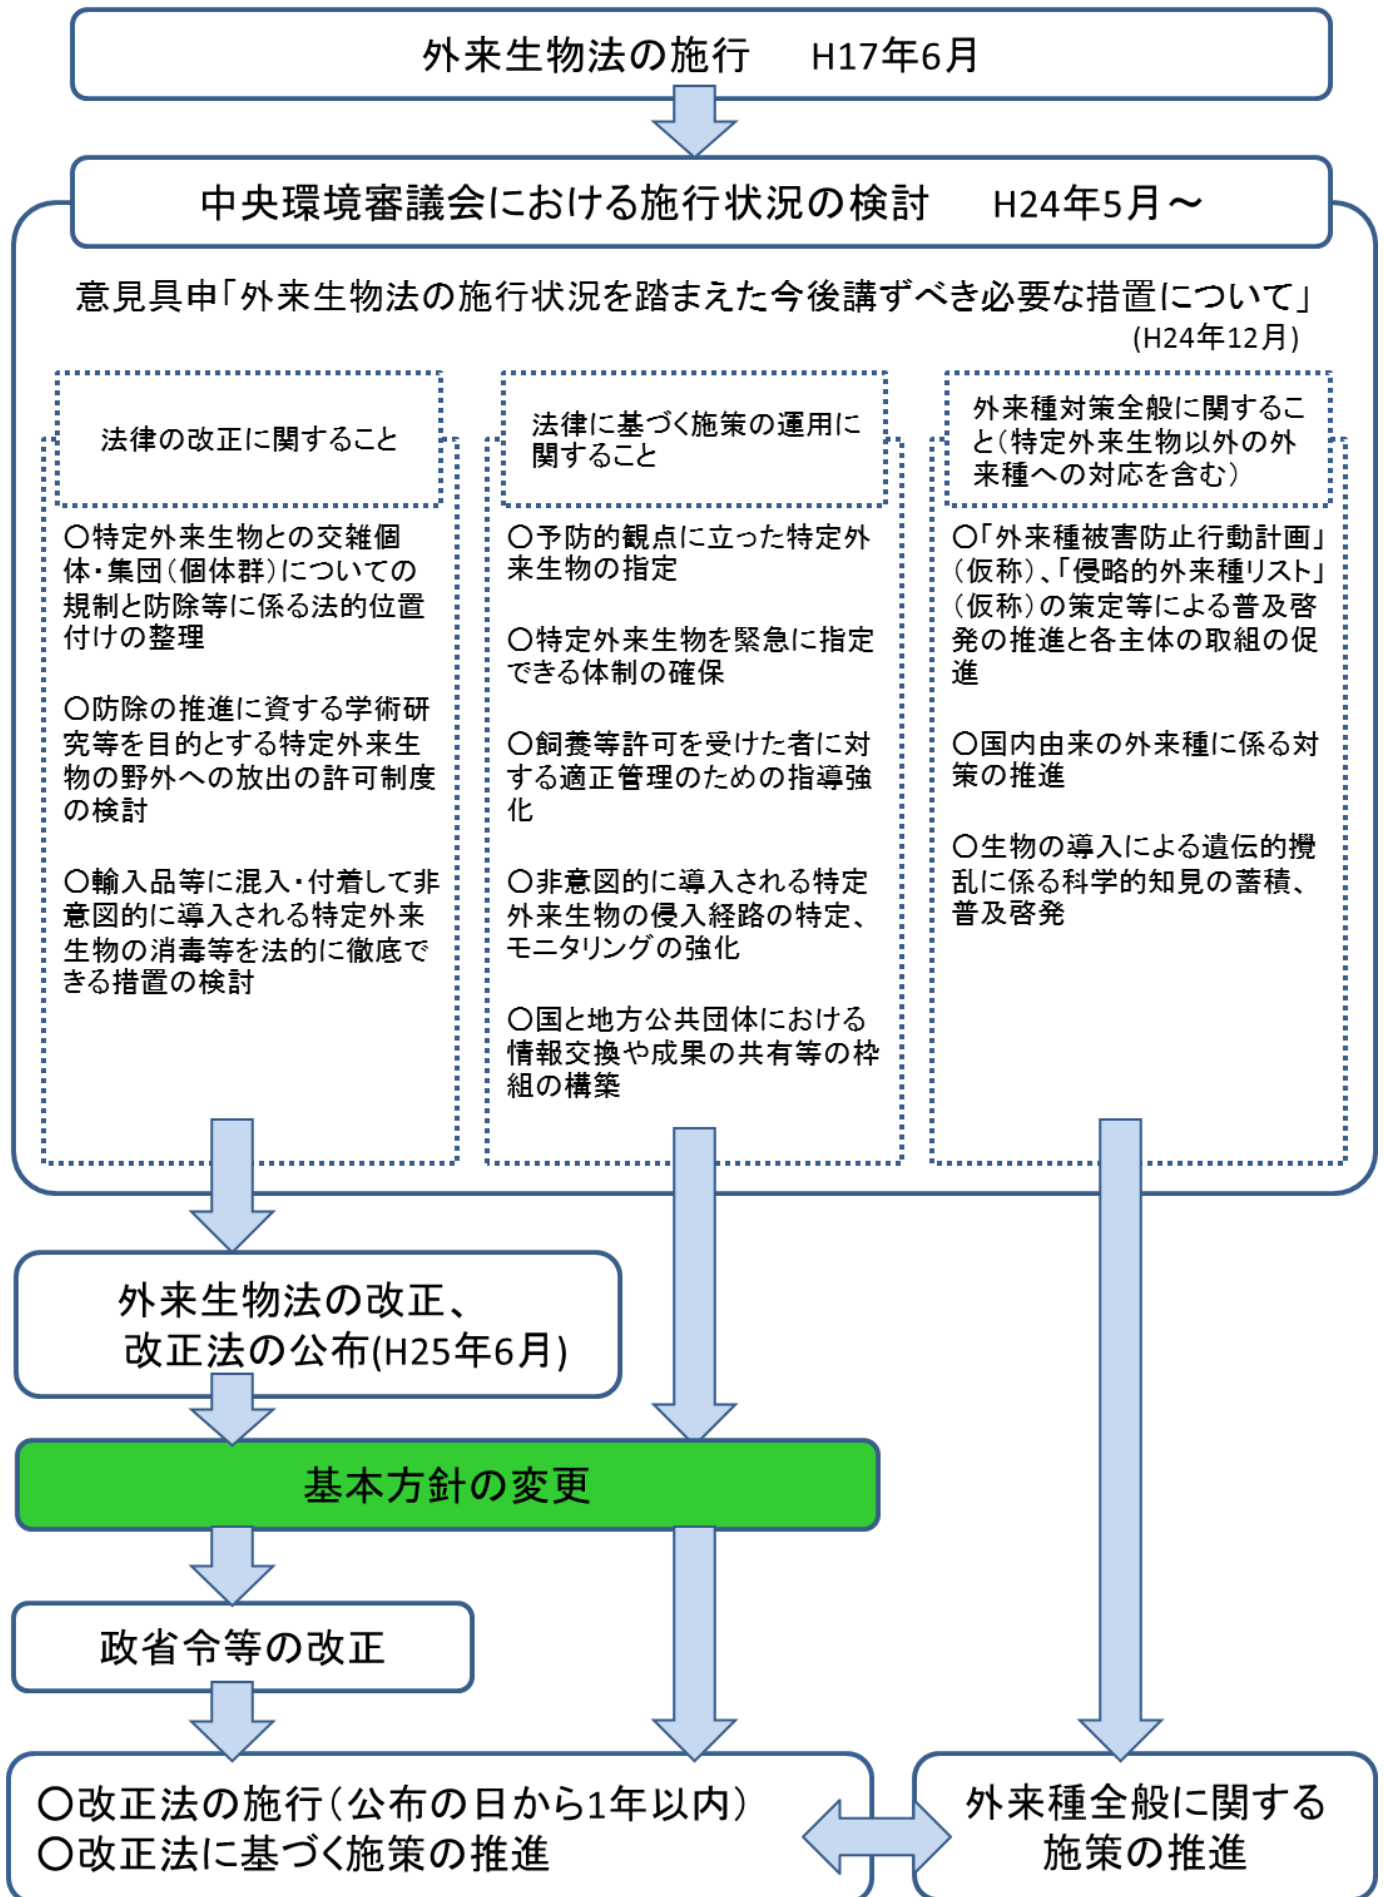 外来生物法の施行　H17年6月
中央環境審議会における施行状況の検討　H24年5月～
意見具申「外来生物法の施行状況を踏まえた今後講ずべき必要な措置について」
(H24年12月)
法律の改正に関すること
〇特定外来生物との交雑個
体・集団（個体群）についての
規制と防除等に係る法的位置
付けの整理
〇防除の推進に資する学術研
究等を目的とする特定外来生
物の野外への放出の許可制度
の検討
〇輸入品等に混入・付着して非
意図的に導入される特定外来
生物の消毒等を法的に徹底で
きる措置の検討
法律に基づく施策の運用に
関すること
〇予防的観点に立った特定外
来生物の指定
〇特定外来生物を緊急に指定
できる体制の確保
〇飼養等許可を受けた者に対
する適正管理のための指導強
化
〇非意図的に導入される特定
外来生物の侵入経路の特定、
モニタリングの強化
〇国と地方公共団体における
情報交換や成果の共有等の枠
組の構築
外来種対策全般に関するこ
と（特定外来生物以外の外
来種への対応を含む）
〇「外来種被害防止行動計画」
（仮称）、「侵略的外来種リスト」
（仮称）の策定等による普及啓
発の推進と各主体の取組の促
進
〇国内由来の外来種に係る対
策の推進
〇生物の導入による遺伝的攪
乱に係る科学的知見の蓄積、
普及啓発
外来生物法の改正、
改正法の公布(H25年6月)
基本方針の変更
政省令等の改正
〇改正法の施行（公布の日から1年以内）
〇改正法に基づく施策の推進
外来種全般に関する
施策の推進